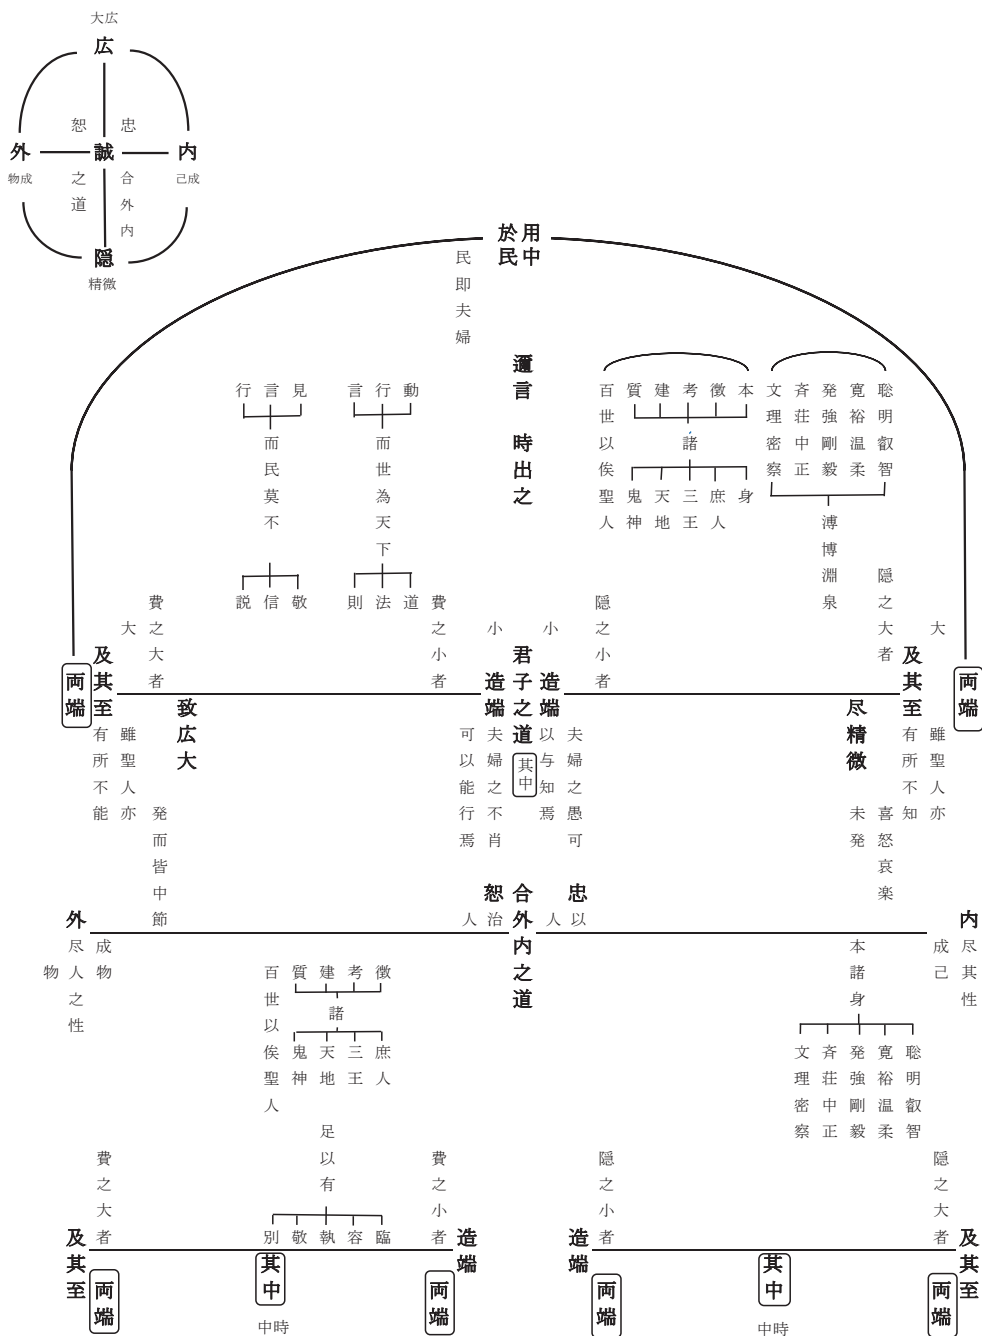 広大
広
忠
恕
外
誠
内
成物
成己
合外内
之道
隠
精微
用中
於民
民即夫婦
邇言 時出之
聡明叡智
寛裕温柔
発強剛毅
斉荘中正
文理密察
溥博淵泉
本
徴
考
建
質
諸
身
庶人
三王
天地
鬼神
百世以俟聖人
動
行
言
而世為天下
道
法
則
見
言
行
而民莫不
敬
信
説
隠之大者
隠之小者
費之小者
費之大者
大
小
小
大
両端
及其至
雖聖人亦
有所不知
尽精微
造端
夫婦之愚可
以与知焉
君子之道
其中
造端
夫婦之不肖
可以能行焉
致広大
及其至
雖聖人亦
有所不能
両端
喜怒哀楽
未発
発而皆中節
内
尽其性
成己
忠
以人
合外内之道
恕
治人
外
成物
尽人之性
物
本諸身
聡明叡智
寛裕温柔
発強剛毅
斉荘中正
文理密察
徴
考
建
質
諸
庶人
三王
天地
鬼神
百世以俟聖人
足以有
臨
容
執
敬
別
隠之大者
隠之小者
費之小者
費之大者
及其至
両端
其中
時中
両端
造端
造端
両端
其中
時中
両端
及其至